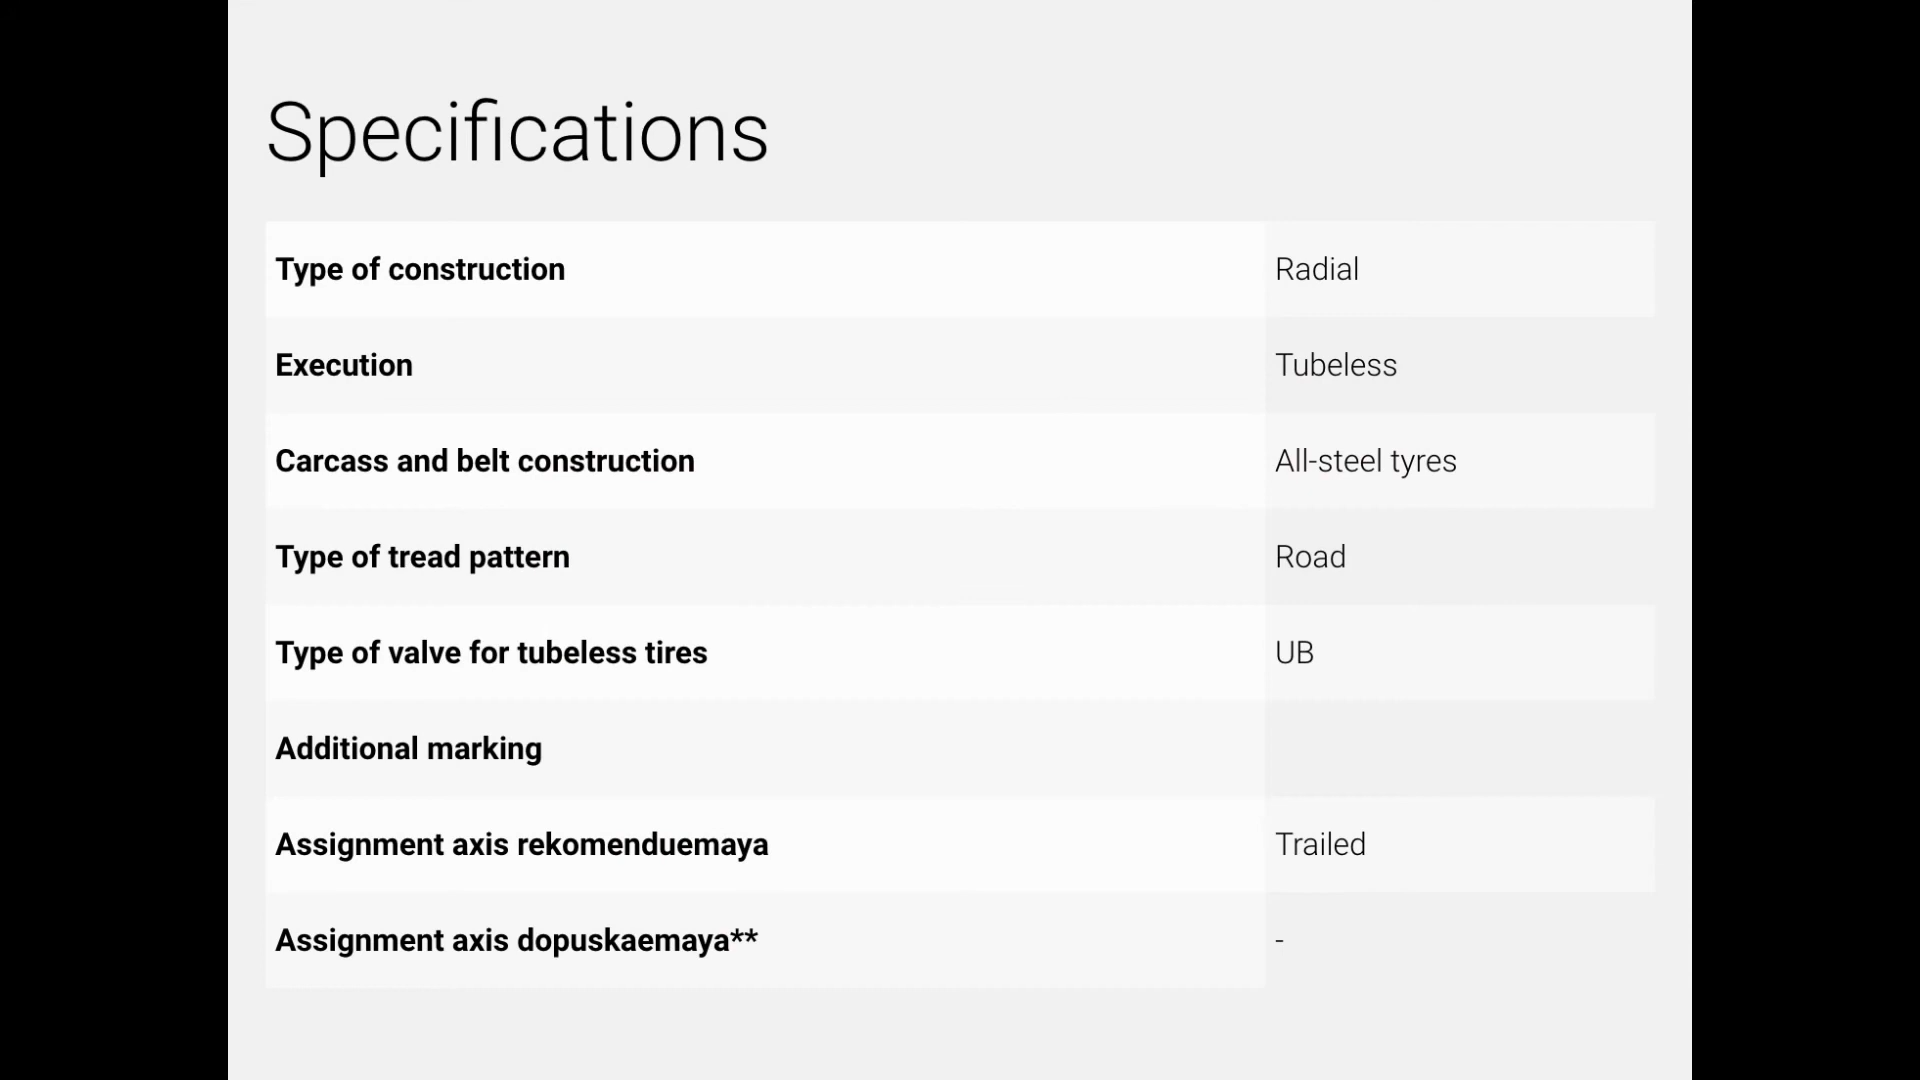 Specifications
Type of construction Radial
Execution Tubeless
Carcass and belt construction All-steel tyres
Type of tread pattern Road
Type of valve for tubeless tires UB
Additional marking
Assignment axis rekomenduemaya Trailed
Assignment axis dopuskaemaya** -